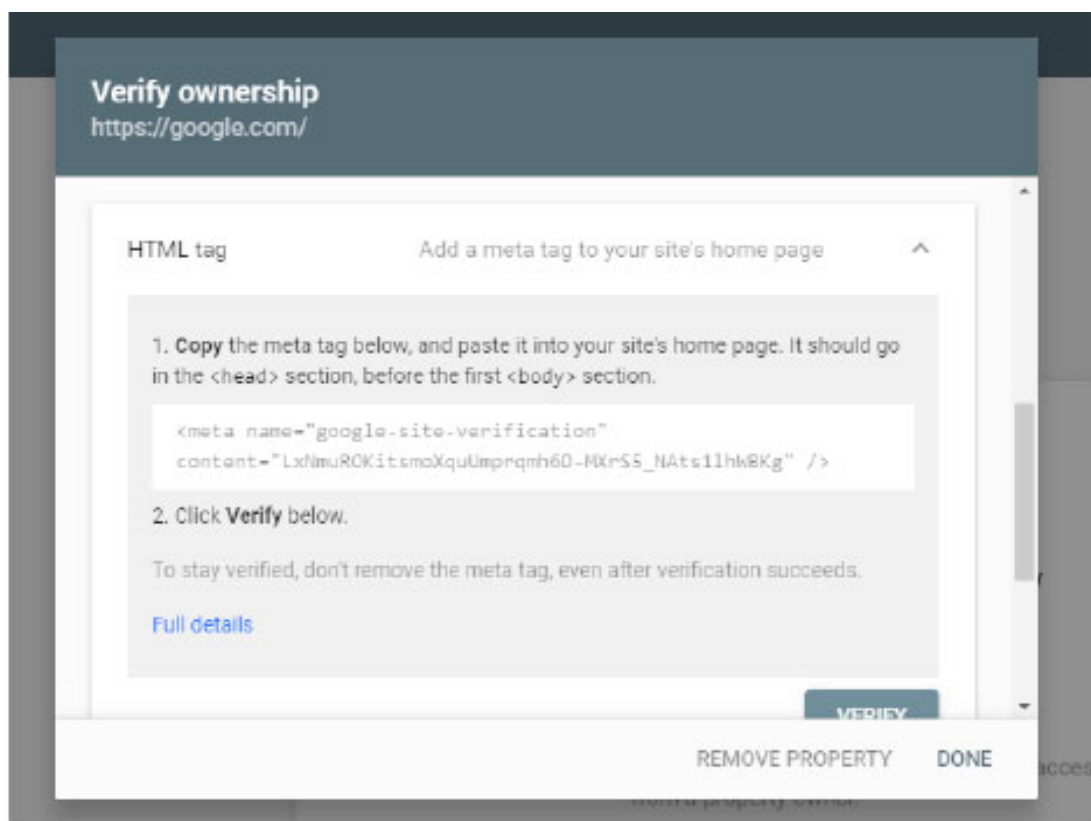 Verify ownership
https://google.com/
HTML tag
Add a meta tag to your site's home page
1. Copy the meta tag below, and paste it into your site's home page. It should go
in the <head> section, before the first <body> section.
<meta name="google-site-verification"
content=" " />
2. Click Verify below.
To stay verified, don't remove the meta tag, even after verification succeeds.
Full details
VERIFY
REMOVE PROPERTY
DONE
from a property owner.